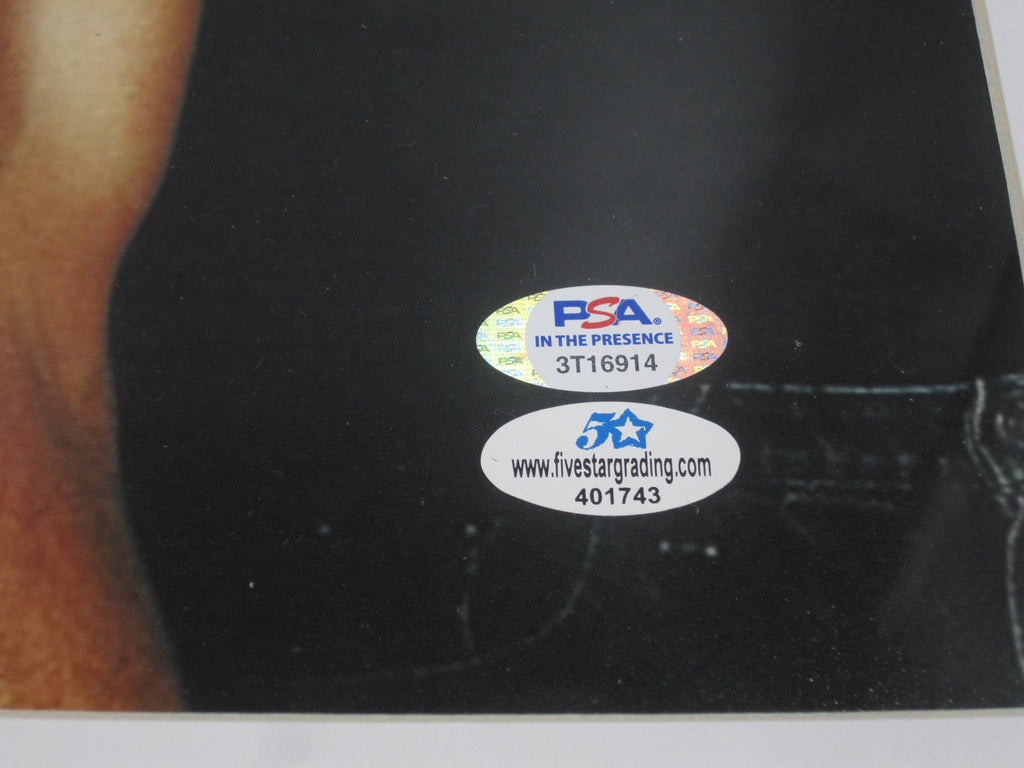 PSA®
IN THE PRESENCE
3T16914
5
www.fivestargrading.com
401743